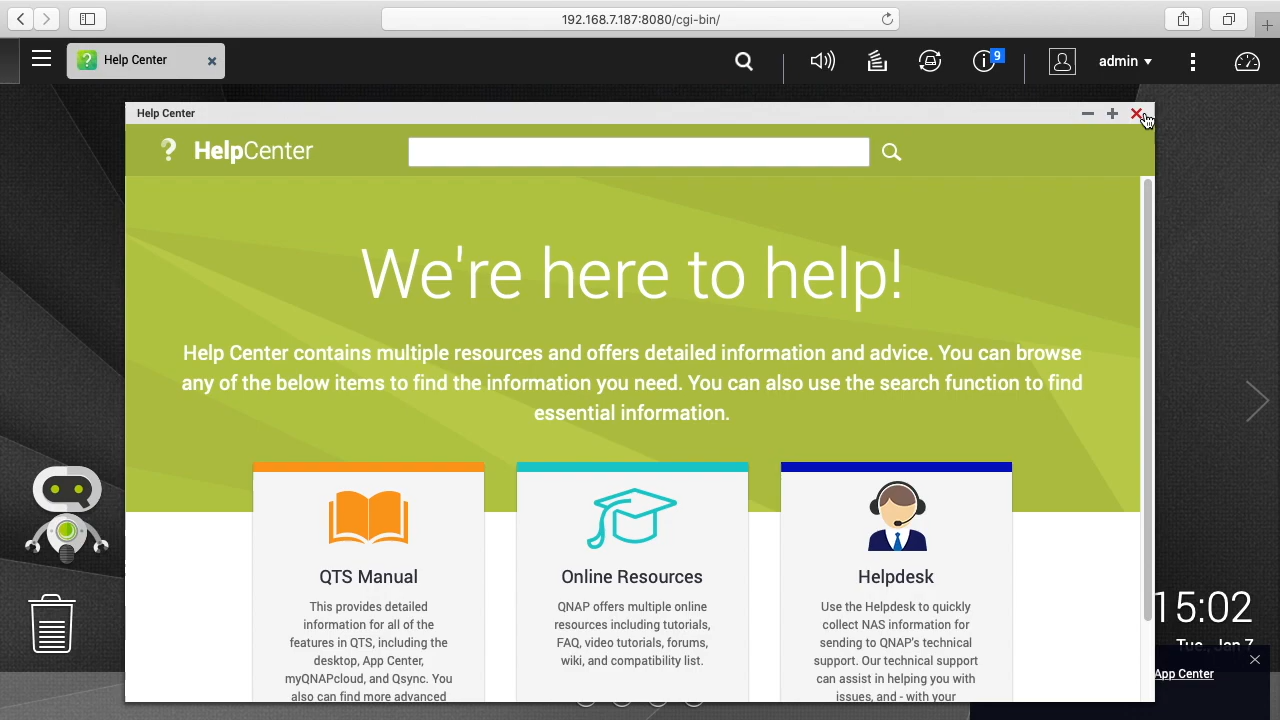 192.168.7.187:8080/cgi-bin/
Help Center
9
admin
Help Center
? HelpCenter
We're here to help!
Help Center contains multiple resources and offers detailed information and advice. You can browse
any of the below items to find the information you need. You can also use the search function to find
essential information.
QTS Manual
This provides detailed
information for all of the
features in QTS, including the
desktop, App Center,
myQNAPcloud, and Qsync. You
also can find more advanced
Online Resources
QNAP offers multiple online
resources including tutorials,
FAQ, video tutorials, forums,
wiki, and compatibility list.
Helpdesk
Use the Helpdesk to quickly
collect NAS information for
sending to QNAP's technical
support. Our technical support
can assist in helping you with
issues, and - with your
15:02
Tue., Jan 7
App Center